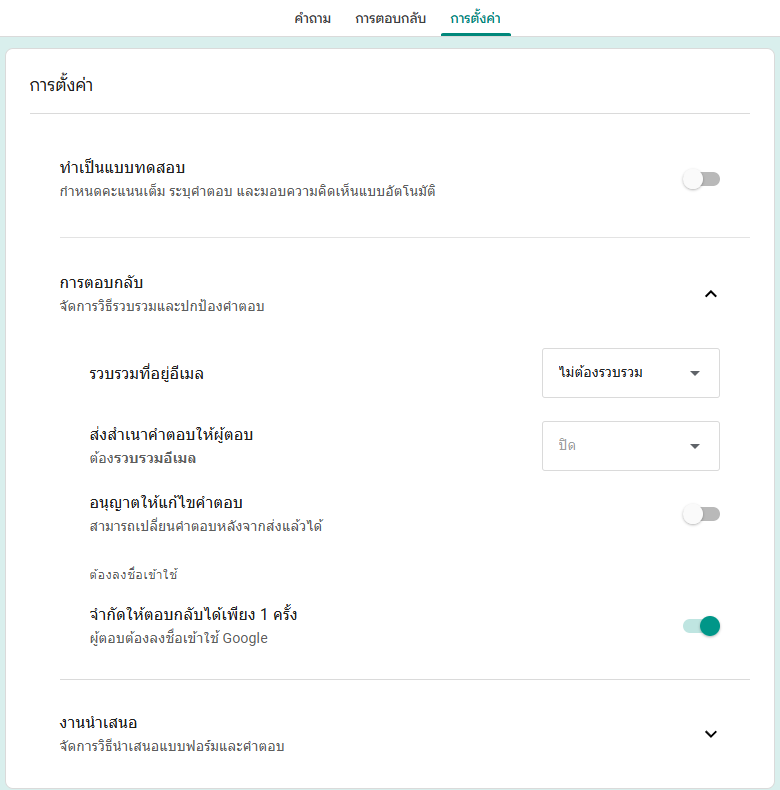 คำถาม การตอบกลับ การตั้งค่า
การตั้งค่า
ทำเป็นแบบทดสอบ
กำหนดคะแนนเต็ม ระบุคำตอบ และมอบความคิดเห็นแบบอัตโนมัติ
การตอบกลับ
จัดการวิธีรวบรวมและปกป้องคำตอบ
รวบรวมที่อยู่อีเมล
ไม่ต้องรวบรวม
ส่งสำเนาคำตอบให้ผู้ตอบ
ต้องรวบรวมอีเมล
ปิด
อนุญาตให้แก้ไขคำตอบ
สามารถเปลี่ยนคำตอบหลังจากส่งแล้วได้
ต้องลงชื่อเข้าใช้
จำกัดให้ตอบกลับได้เพียง 1 ครั้ง
ผู้ตอบต้องลงชื่อเข้าใช้ Google
งานนำเสนอ
จัดการวิธีนำเสนอแบบฟอร์มและคำตอบ